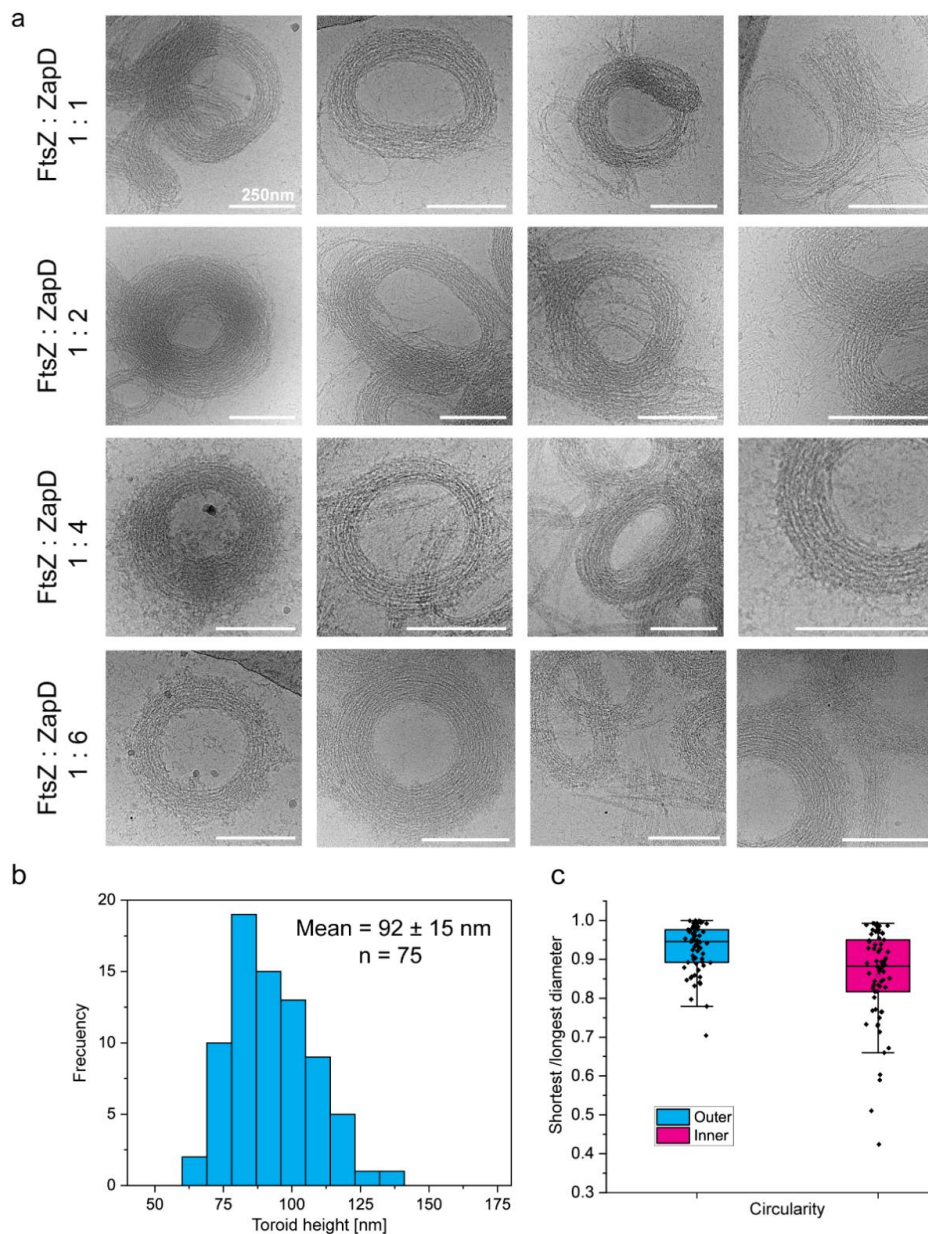 a
FtsZ : ZapD
1 : 1
250nm
FtsZ : ZapD
1 : 2
FtsZ : ZapD
1 : 4
FtsZ : ZapD
1 : 6
b
Mean = 92 ± 15 nm
n = 75
Frecuency
20
15
10
5
0
50 75 100 125 150 175
Toroid height [nm]
c
Shortest /longest diameter
1.0
0.9
0.8
0.7
0.6
0.5
0.4
0.3
Outer
Inner
Circularity